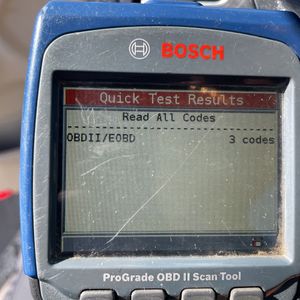 BOSCH
Quick Test Results
Read All Codes
OBDII/EOBD 3 codes
ProGrade OBD II Scan Tool